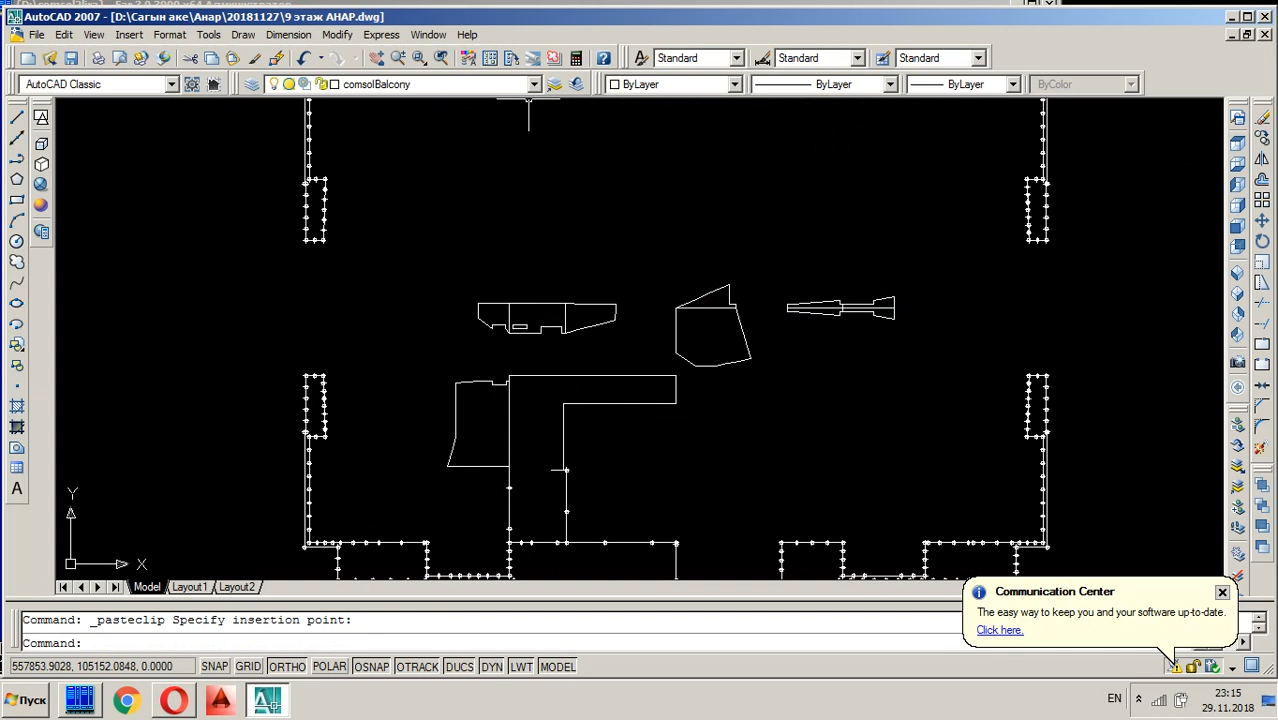 AutoCAD 2007 - [D:\Сагын аке\Анар\20181127\9 этаж АНАР.dwg]
File Edit View Insert Format Tools Draw Dimension Modify Express Window Help
Standard Standard Standard
AutoCAD Classic comsolBalcony ByLayer ByLayer ByLayer ByColor
A
Y
X
Model Layout1 Layout2
Communication Center
The easy way to keep you and your software up-to-date.
Click here.
Command: _pasteclip Specify insertion point:
Command:
557853.9028, 105152.0848, 0.0000 SNAP GRID ORTHO POLAR OSNAP OTRACK DUCS DYN LWT MODEL
Пуск EN 23:15
29.11.2018